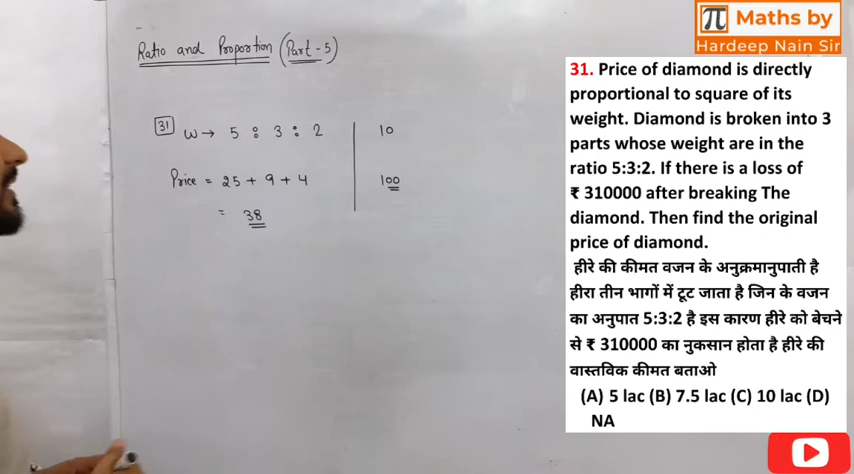 Ratio and Proportion (Part-5)
π Maths by
Hardeep Nain Sir
31 W → 5 : 3 : 2 10
Price = 25 + 9 + 4 100
= 38
31. Price of diamond is directly
proportional to square of its
weight. Diamond is broken into 3
parts whose weight are in the
ratio 5:3:2. If there is a loss of
₹ 310000 after breaking The
diamond. Then find the original
price of diamond.
हीरे की कीमत वजन के अनुक्रमानुपाती है
हीरा तीन भागों में टूट जाता है जिन के वजन
का अनुपात 5:3:2 है इस कारण हीरे को बेचने
से ₹ 310000 का नुकसान होता है हीरे की
वास्तविक कीमत बताओ
(A) 5 lac (B) 7.5 lac (C) 10 lac (D)
NA